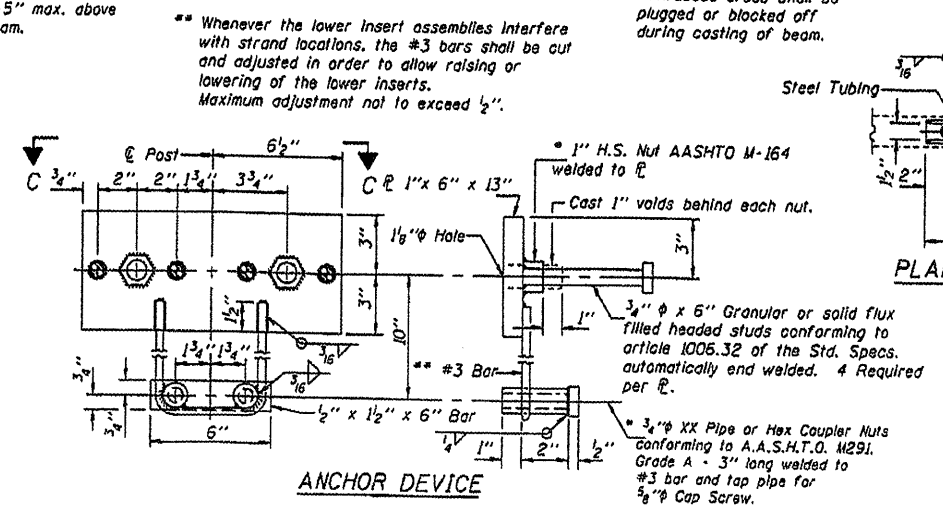 5" max. above
am.
** Whenever the lower insert assemblies interfere
with strand locations, the #3 bars shall be cut
and adjusted in order to allow raising or
lowering of the lower inserts.
Maximum adjustment not to exceed ½".
plugged or blocked off
during casting of beam.
3/16
Steel Tubing
1½"
2"
PLA
℄ Post
6½"
C
¾"
2"
2"
1¾"
3¾"
C
3"
3"
1½"
10"
3/16
1¾"
1¾"
3/16
¾"
¾"
½" x 1½" x 6" Bar
6"
ANCHOR DEVICE
℄ 1" x 6" x 13"
* 1" H.S. Nut AASHTO M-164
welded to ℄
Cast 1" voids behind each nut.
1⅛"ϕ Hole
3"
1"
¾" ϕ x 6" Granular or solid flux
filled headed studs conforming to
article 1006.32 of the Std. Specs.
automatically end welded. 4 Required
per ℄.
** #3 Bar
¼
1"
2"
½"
* ¾"ϕ XX Pipe or Hex Coupler Nuts
conforming to A.A.S.H.T.O. M291.
Grade A - 3" long welded to
#3 bar and tap pipe for
⅝"ϕ Cap Screw.